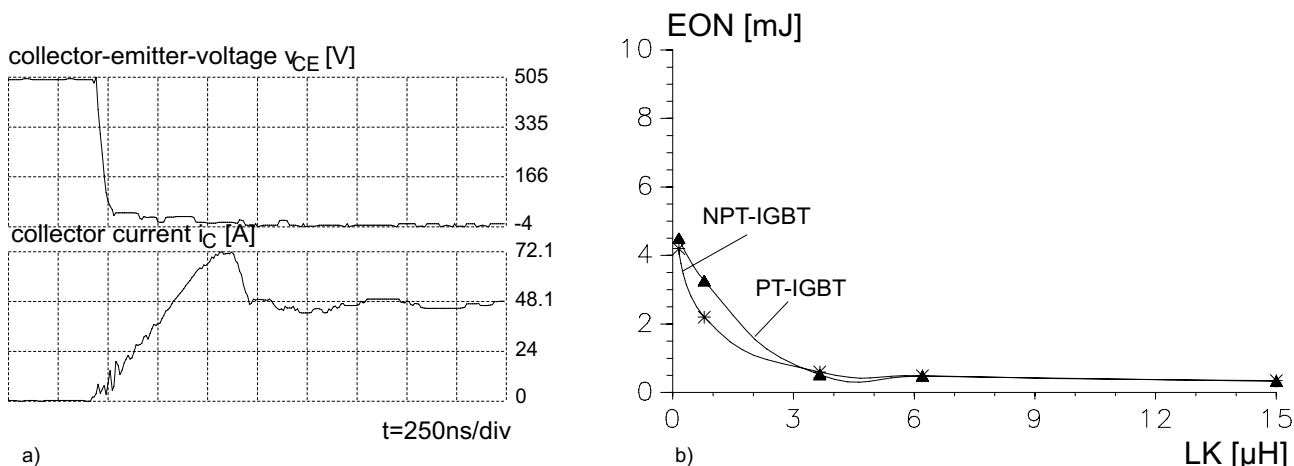 collector-emitter-voltage vCE [V]
505
335
166
-4
collector current iC [A]
72.1
48.1
24
0
t=250ns/div
a)
EON [mJ]
10
8
6
4
2
0
NPT-IGBT
PT-IGBT
0 3 6 9 12 15
LK [µH]
b)